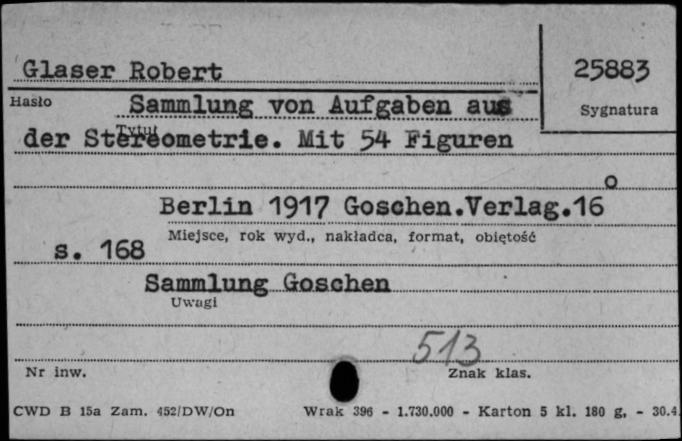 Glaser Robert
25883
Hasło
Sammlung von Aufgaben aus
Sygnatura
Tytuł
der Stereometrie. Mit 54 Figuren
Berlin 1917 Goschen.Verlag.16°
Miejsce, rok wyd., nakładca, format, obiętość
s. 168
Sammlung Goschen
Uwagi
513
Nr inw.
Znak klas.
CWD B 15a Zam. 452/DW/On Wrak 396 - 1.730.000 - Karton 5 kl. 180 g, - 30.4